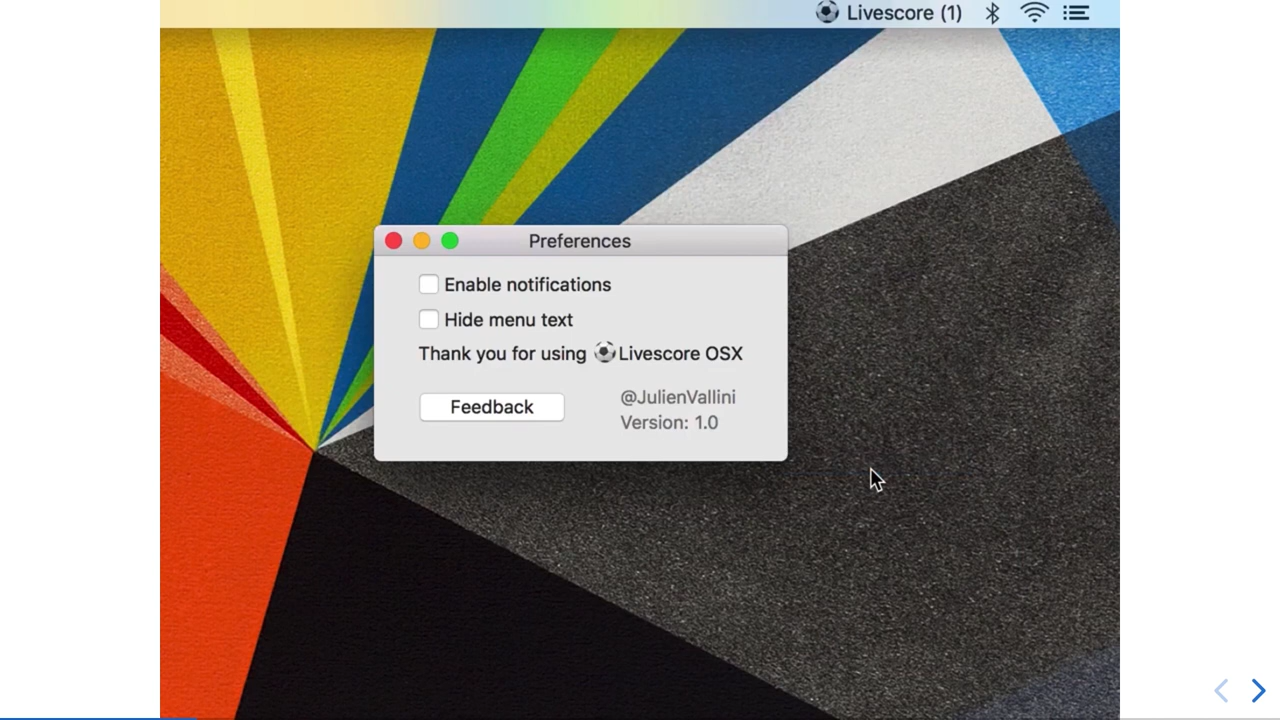 Livescore (1)
Preferences
Enable notifications
Hide menu text
Thank you for using Livescore OSX
Feedback
@JulienVallini
Version: 1.0